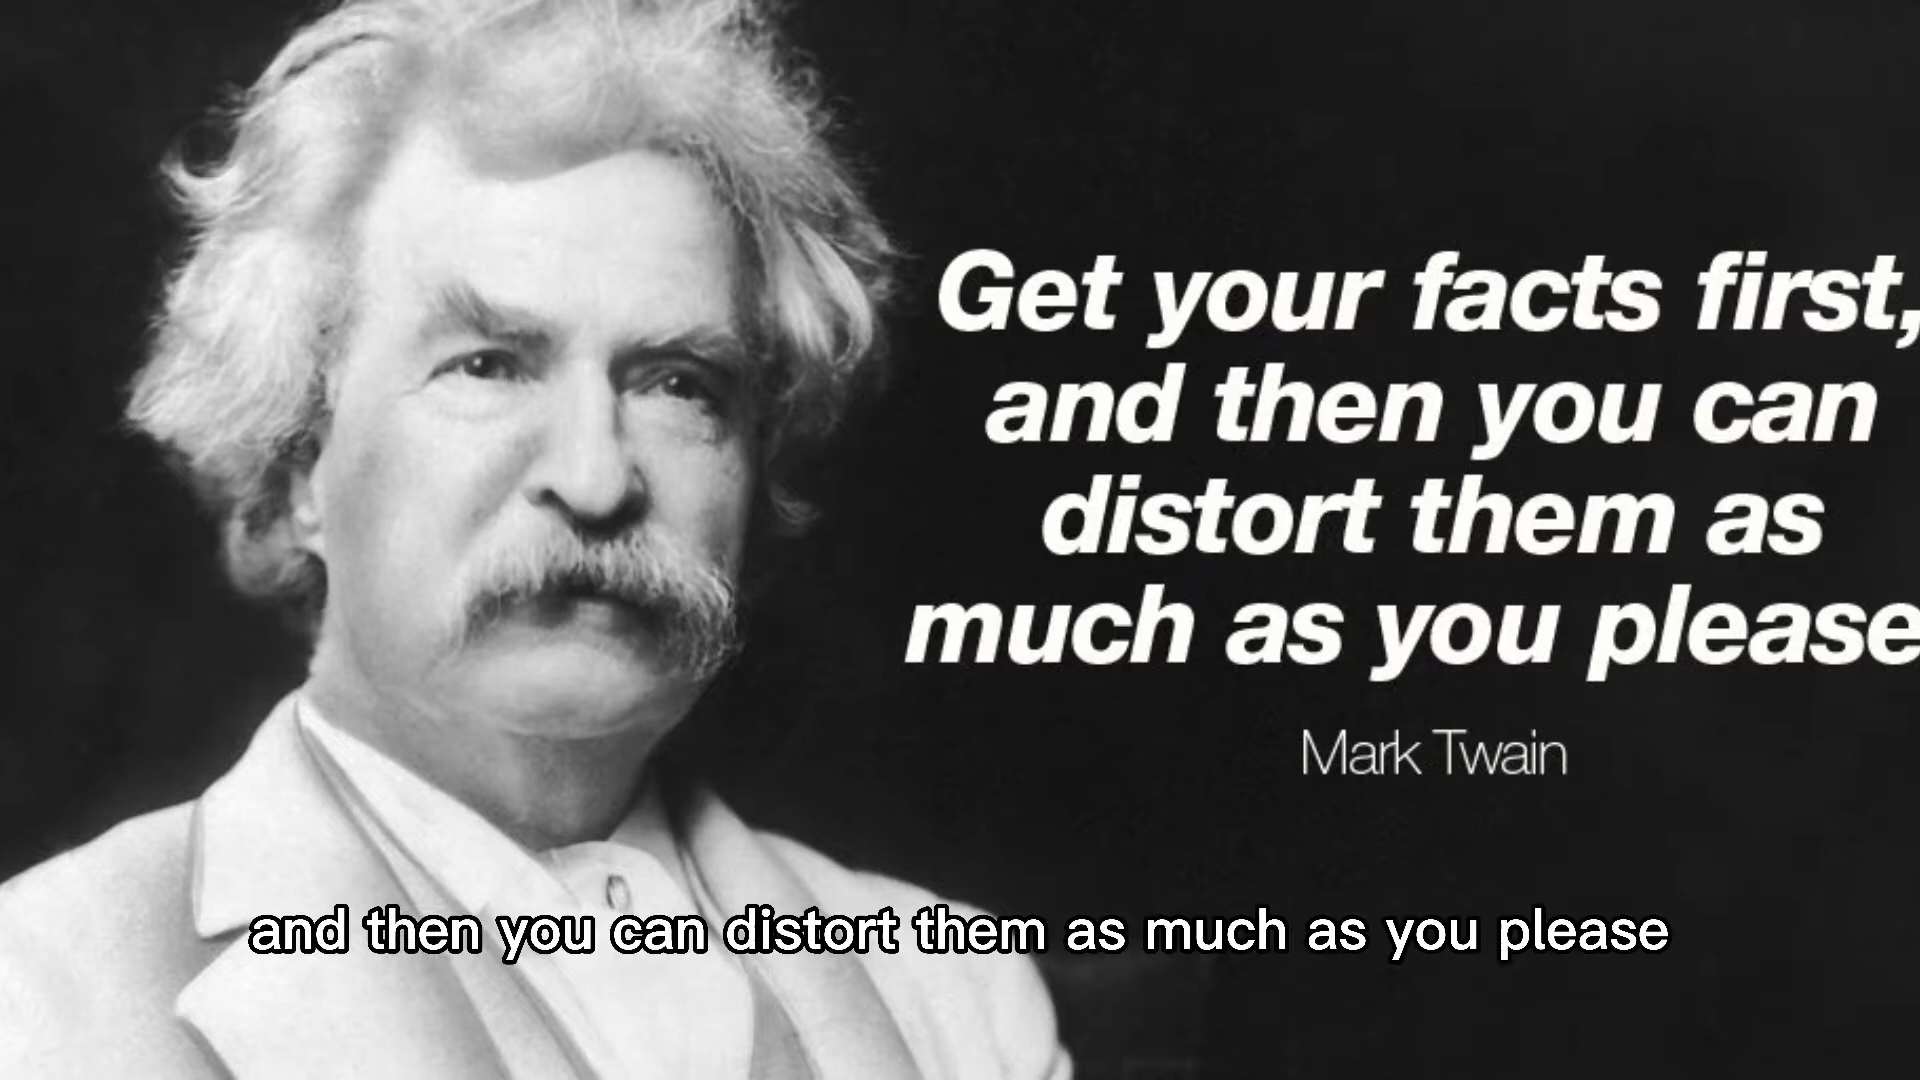 Get your facts first,
and then you can
distort them as
much as you please
Mark Twain
and then you can distort them as much as you please